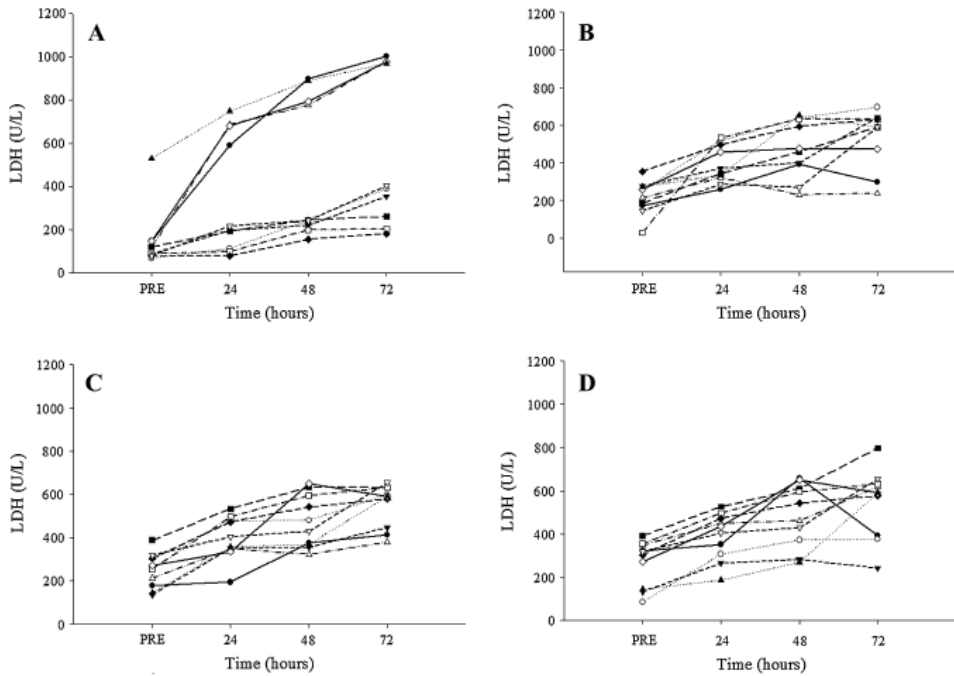 A
LDH (U/L)
1200
1000
800
600
400
200
0
PRE 24 48 72
Time (hours)
B
LDH (U/L)
1200
1000
800
600
400
200
0
PRE 24 48 72
Time (hours)
C
LDH (U/L)
1200
1000
800
600
400
200
0
PRE 24 48 72
Time (hours)
D
LDH (U/L)
1200
1000
800
600
400
200
0
PRE 24 48 72
Time (hours)